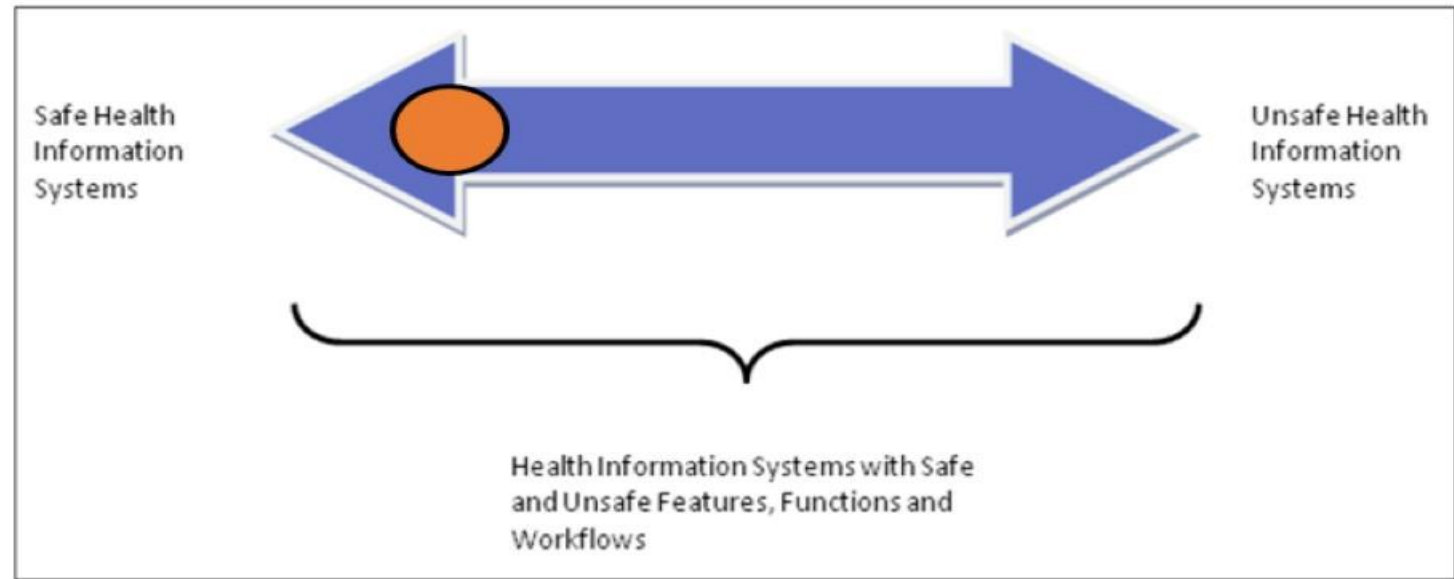 Safe Health
Information
Systems
Unsafe Health
Information
Systems
Health Information Systems with Safe
and Unsafe Features, Functions and
Workflows